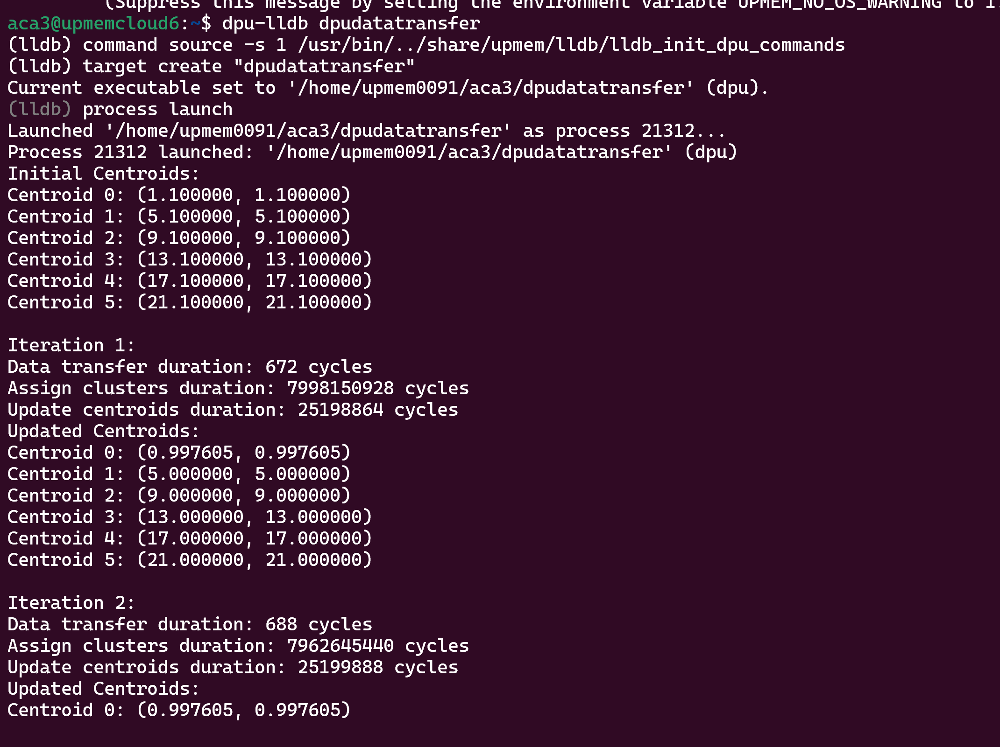 (Suppress this message by setting the environment variable UPMEM_NO_OS_WARNING to 1
aca3@upmemcloud6:~$ dpu-lldb dpudatatransfer
(lldb) command source -s 1 /usr/bin/../share/upmem/lldb/lldb_init_dpu_commands
(lldb) target create "dpudatatransfer"
Current executable set to '/home/upmem0091/aca3/dpudatatransfer' (dpu).
(lldb) process launch
Launched '/home/upmem0091/aca3/dpudatatransfer' as process 21312...
Process 21312 launched: '/home/upmem0091/aca3/dpudatatransfer' (dpu)
Initial Centroids:
Centroid 0: (1.100000, 1.100000)
Centroid 1: (5.100000, 5.100000)
Centroid 2: (9.100000, 9.100000)
Centroid 3: (13.100000, 13.100000)
Centroid 4: (17.100000, 17.100000)
Centroid 5: (21.100000, 21.100000)

Iteration 1:
Data transfer duration: 672 cycles
Assign clusters duration: 7998150928 cycles
Update centroids duration: 25198864 cycles
Updated Centroids:
Centroid 0: (0.997605, 0.997605)
Centroid 1: (5.000000, 5.000000)
Centroid 2: (9.000000, 9.000000)
Centroid 3: (13.000000, 13.000000)
Centroid 4: (17.000000, 17.000000)
Centroid 5: (21.000000, 21.000000)

Iteration 2:
Data transfer duration: 688 cycles
Assign clusters duration: 7962645440 cycles
Update centroids duration: 25199888 cycles
Updated Centroids:
Centroid 0: (0.997605, 0.997605)